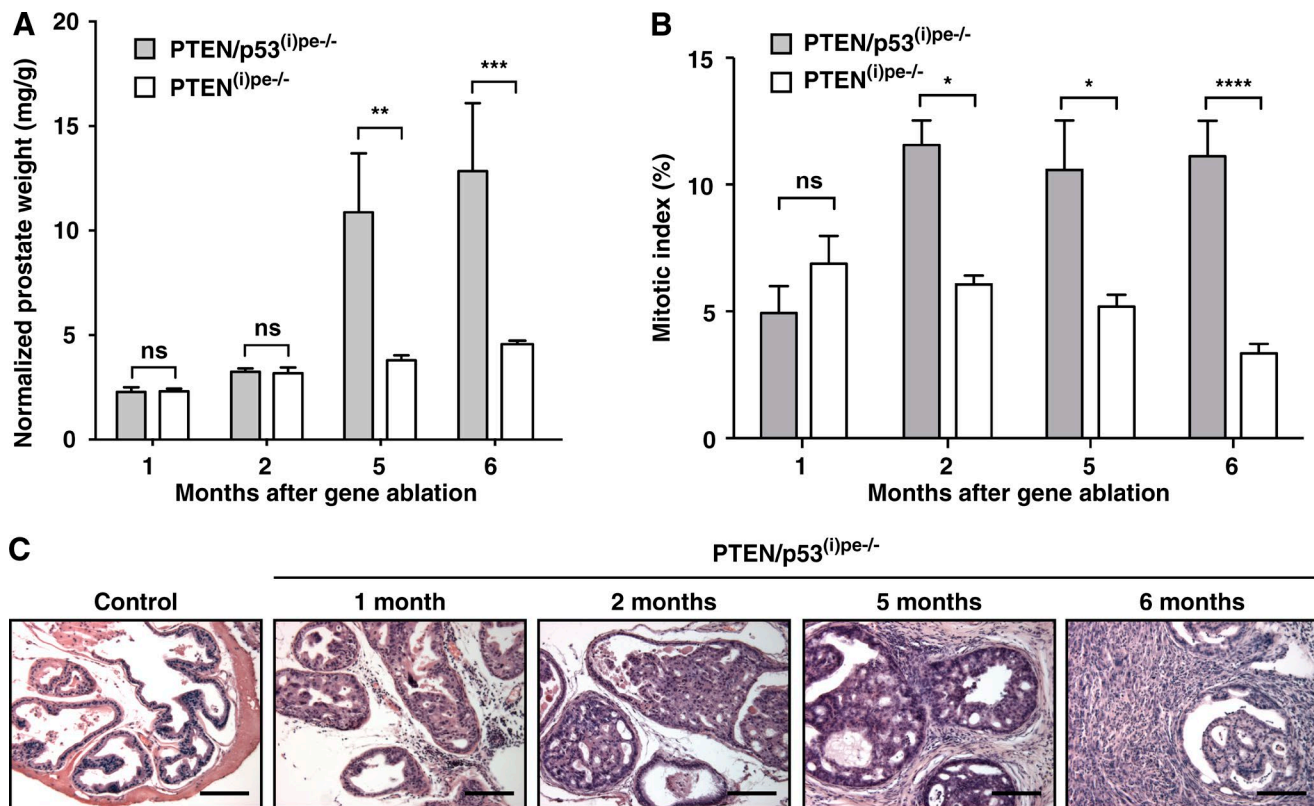 A
Normalized prostate weight (mg/g)
20
15
10
5
0
PTEN/p53(i)pe-/-
PTEN(i)pe-/-
ns
ns
**
***
1 2 5 6
Months after gene ablation
B
Mitotic index (%)
15
10
5
0
PTEN/p53(i)pe-/-
PTEN(i)pe-/-
ns
*
*
****
1 2 5 6
Months after gene ablation
C
PTEN/p53(i)pe-/-
Control 1 month 2 months 5 months 6 months